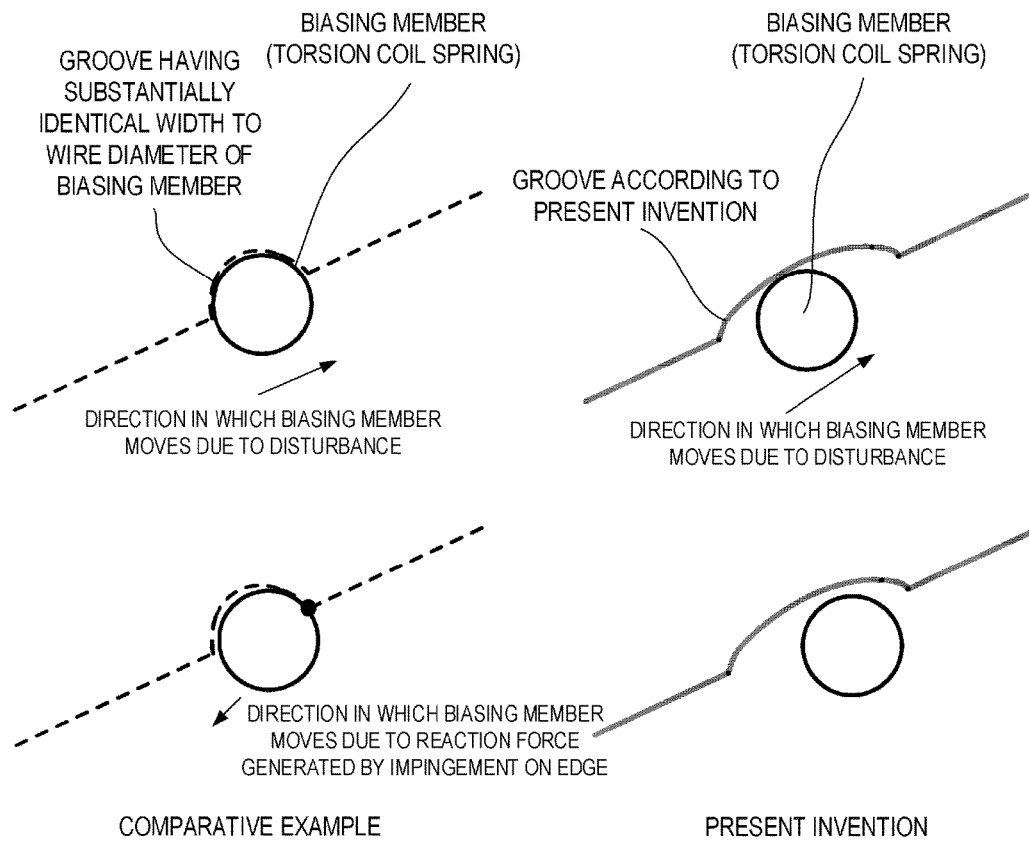 BIASING MEMBER
(TORSION COIL SPRING)
GROOVE HAVING
SUBSTANTIALLY
IDENTICAL WIDTH TO
WIRE DIAMETER OF
BIASING MEMBER
DIRECTION IN WHICH BIASING MEMBER
MOVES DUE TO DISTURBANCE
BIASING MEMBER
(TORSION COIL SPRING)
GROOVE ACCORDING TO
PRESENT INVENTION
DIRECTION IN WHICH BIASING MEMBER
MOVES DUE TO DISTURBANCE
DIRECTION IN WHICH BIASING MEMBER
MOVES DUE TO REACTION FORCE
GENERATED BY IMPINGEMENT ON EDGE
COMPARATIVE EXAMPLE
PRESENT INVENTION